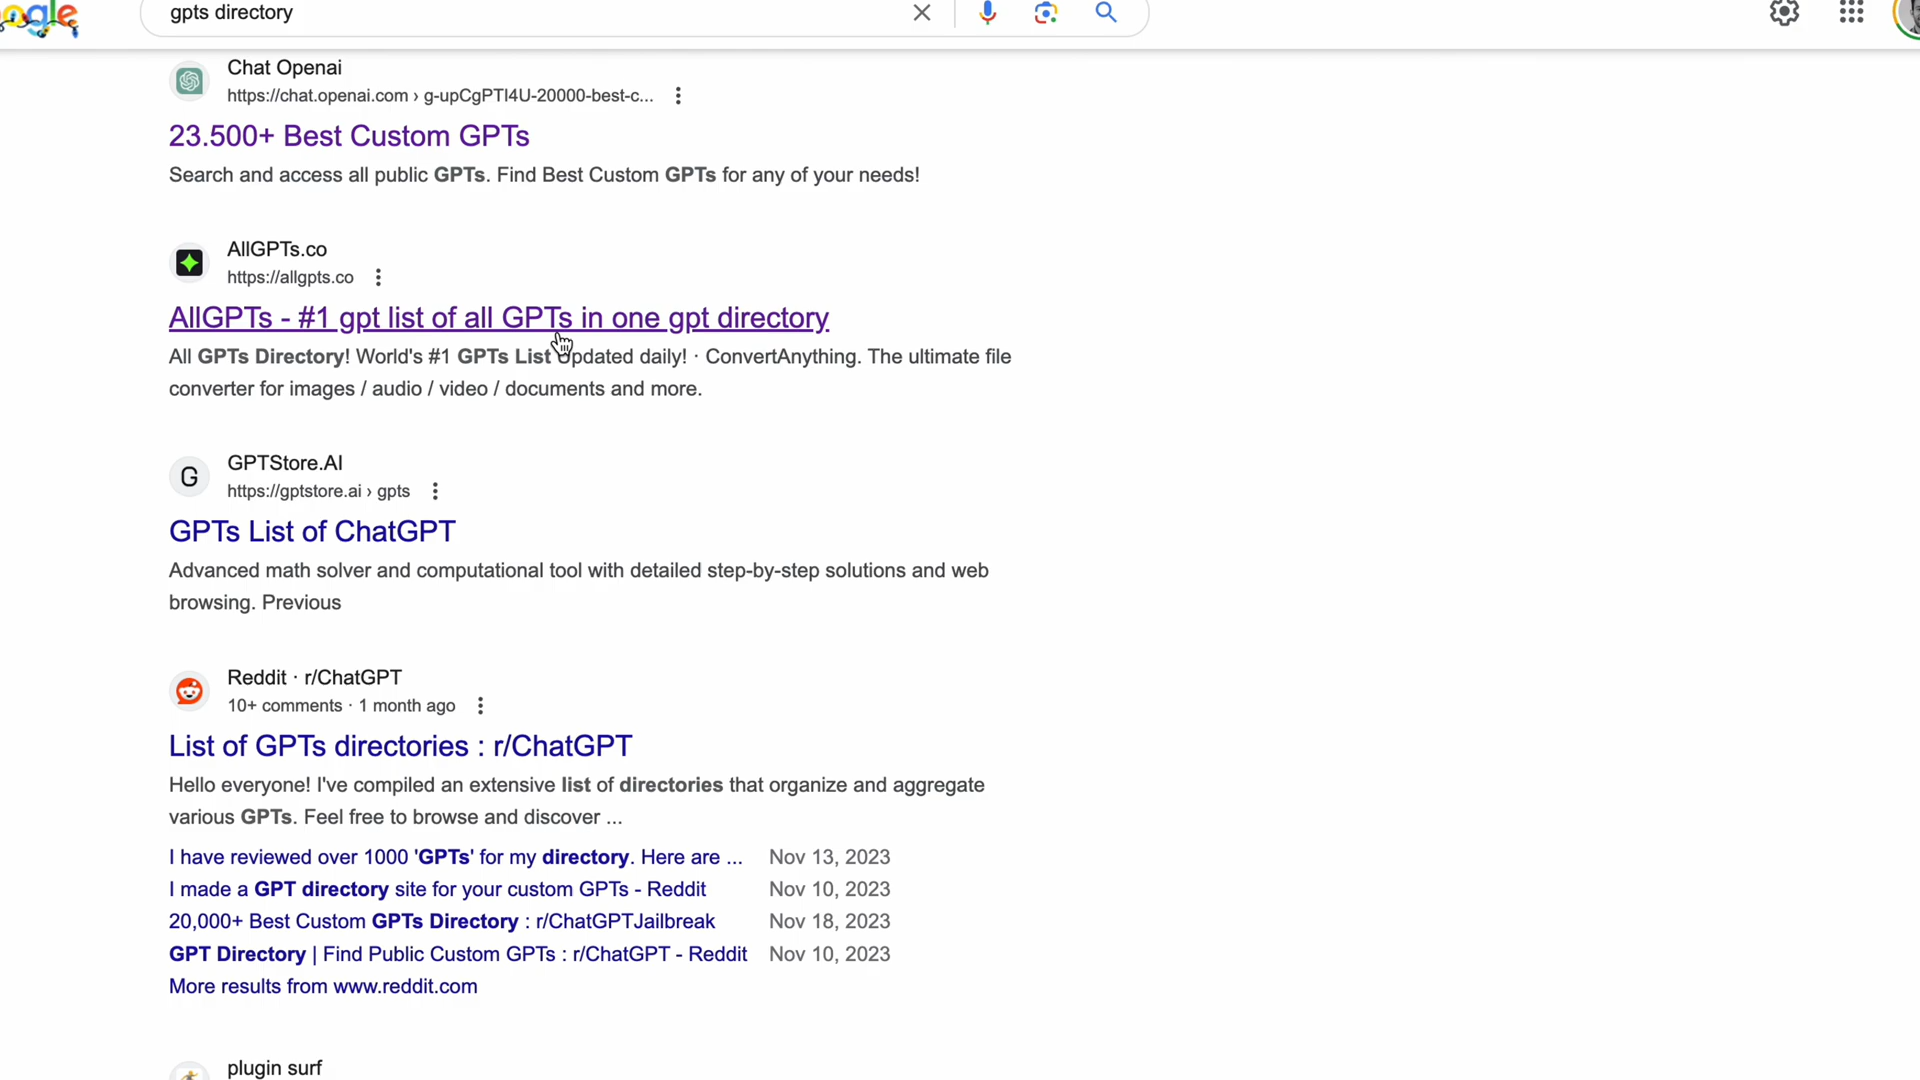 gpts directory
Chat Openai
https://chat.openai.com › g-upCgPTI4U-20000-best-c...
23.500+ Best Custom GPTs
Search and access all public GPTs. Find Best Custom GPTs for any of your needs!
AllGPTs.co
https://allgpts.co
AllGPTs - #1 gpt list of all GPTs in one gpt directory
All GPTs Directory! World's #1 GPTs List Updated daily! · ConvertAnything. The ultimate file
converter for images / audio / video / documents and more.
G
GPTStore.AI
https://gptstore.ai › gpts
GPTs List of ChatGPT
Advanced math solver and computational tool with detailed step-by-step solutions and web
browsing. Previous
Reddit · r/ChatGPT
10+ comments · 1 month ago
List of GPTs directories : r/ChatGPT
Hello everyone! I've compiled an extensive list of directories that organize and aggregate
various GPTs. Feel free to browse and discover ...
I have reviewed over 1000 'GPTs' for my directory. Here are ... Nov 13, 2023
I made a GPT directory site for your custom GPTs - Reddit Nov 10, 2023
20,000+ Best Custom GPTs Directory : r/ChatGPTJailbreak Nov 18, 2023
GPT Directory | Find Public Custom GPTs : r/ChatGPT - Reddit Nov 10, 2023
More results from www.reddit.com
plugin surf